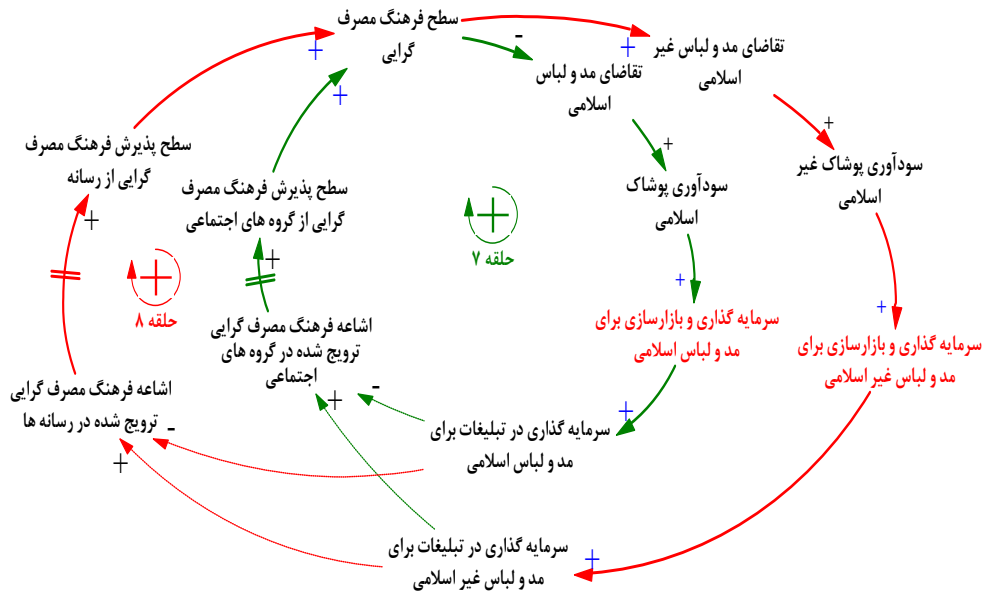 سطح فرهنگ مصرف
گرایی
+
+
-
+
تقاضای مد و لباس غیر
اسلامی
تقاضای مد و لباس
اسلامی
+
+
سطح پذیرش فرهنگ مصرف
گرایی از رسانه
+
سودآوری پوشاک غیر
اسلامی
سودآوری پوشاک
اسلامی
سطح پذیرش فرهنگ مصرف
گرایی از گروه های اجتماعی
+
+
حلقه ۷
+
حلقه ۸
+
+
سرمایه گذاری و بازارسازی برای
مد و لباس غیر اسلامی
سرمایه گذاری و بازارسازی برای
مد و لباس اسلامی
اشاعه فرهنگ مصرف گرایی
ترویج شده در گروه های
اجتماعی
+
-
+
اشاعه فرهنگ مصرف گرایی
ترویج شده در رسانه ها
-
+
سرمایه گذاری در تبلیغات برای
مد و لباس اسلامی
سرمایه گذاری در تبلیغات برای
مد و لباس غیر اسلامی
+